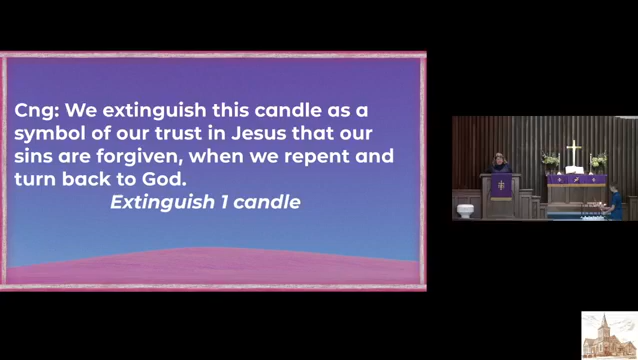 Cng: We extinguish this candle as a
symbol of our trust in Jesus that our
sins are forgiven, when we repent and
turn back to God.
Extinguish 1 candle